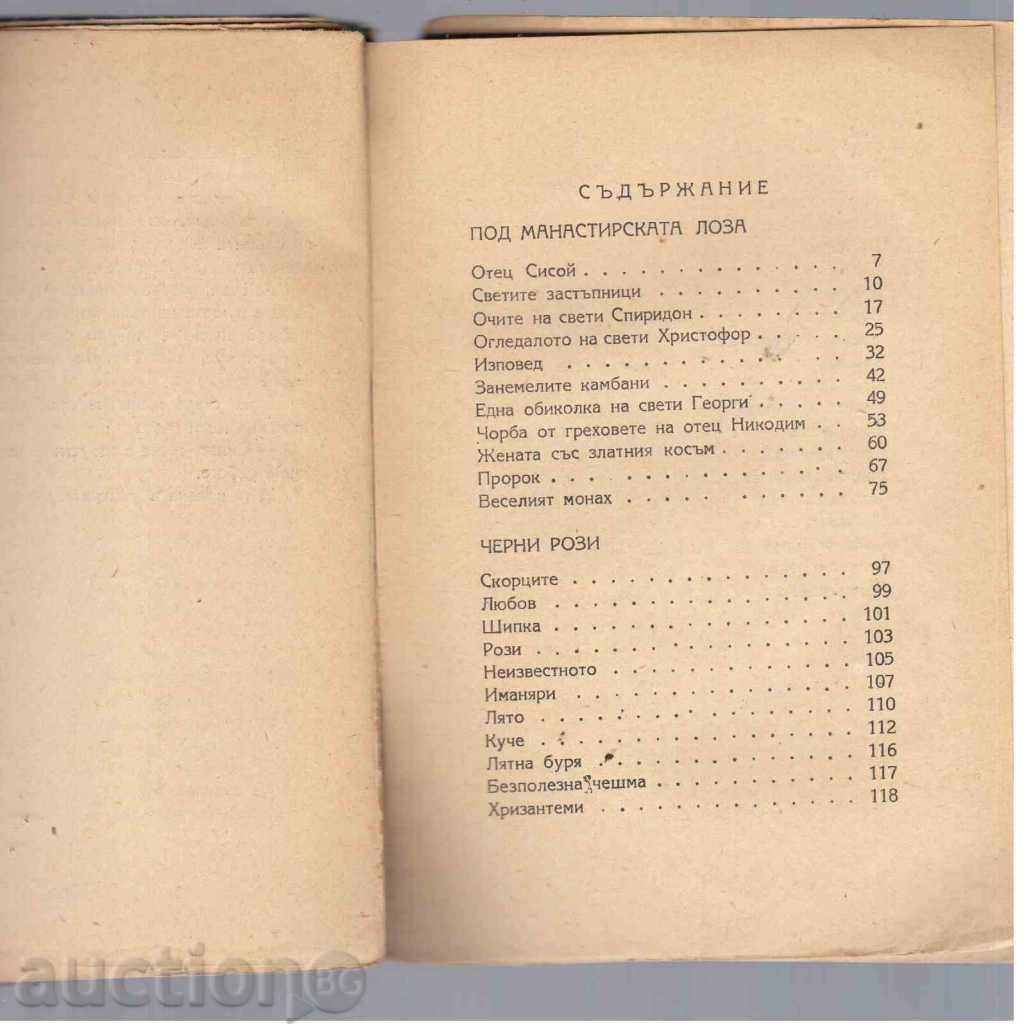 СЪДЪРЖАНИЕ
ПОД МАНАСТИРСКАТА ЛОЗА
Отец Сисой . . . . . . . . . . . . . . 7
Светите застъпници . . . . . . . . . . 10
Очите на свети Спиридон . . . . . . . . 17
Огледалото на свети Христофор . . . . . 25
Изповед . . . . . . . . . . . . . . 32
Занемелите камбани . . . . . . . . . . 42
Една обиколка на свети Георги . . . . . 49
Чорба от греховете на отец Никодим . . 53
Жената със златния косъм . . . . . . . 60
Пророк . . . . . . . . . . . . . . . 67
Веселият монах . . . . . . . . . . . 75
ЧЕРНИ РОЗИ
Скорците . . . . . . . . . . . . . . . 97
Любов . . . . . . . . . . . . . . . . 99
Шипка . . . . . . . . . . . . . . . . 101
Рози . . . . . . . . . . . . . . . . . 103
Неизвестното . . . . . . . . . . . . . 105
Иманяри . . . . . . . . . . . . . . . 107
Лято . . . . . . . . . . . . . . . . . 110
Куче . . . . . . . . . . . . . . . . . 112
Лятна буря . . . . . . . . . . . . . . 116
Безполезна чешма . . . . . . . . . . . 117
Хризантеми . . . . . . . . . . . . . . 118
auction BG